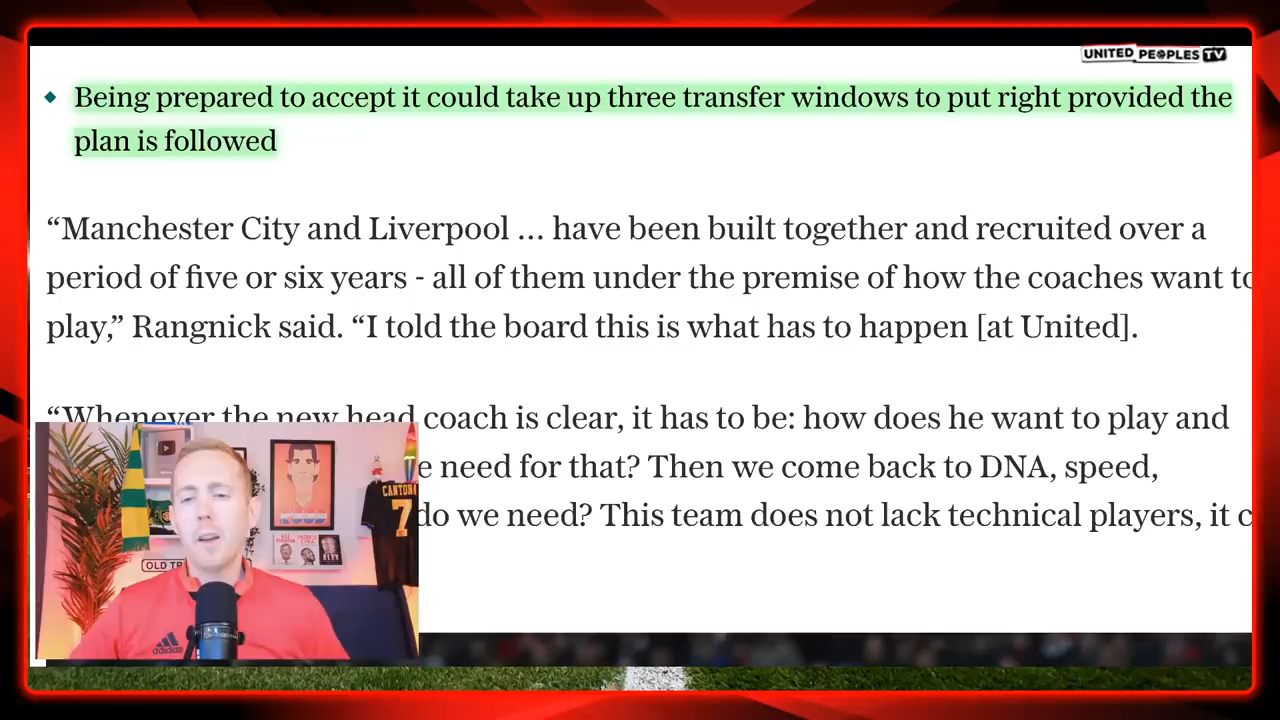 UNITED PEOPLES TV
Being prepared to accept it could take up three transfer windows to put right provided the
plan is followed
“Manchester City and Liverpool … have been built together and recruited over a
period of five or six years - all of them under the premise of how the coaches want to
play,” Rangnick said. “I told the board this is what has to happen [at United].
“Whenever the new head coach is clear, it has to be: how does he want to play and
e need for that? Then we come back to DNA, speed,
do we need? This team does not lack technical players, it c
CANTONA
7
OLD TR
adidas